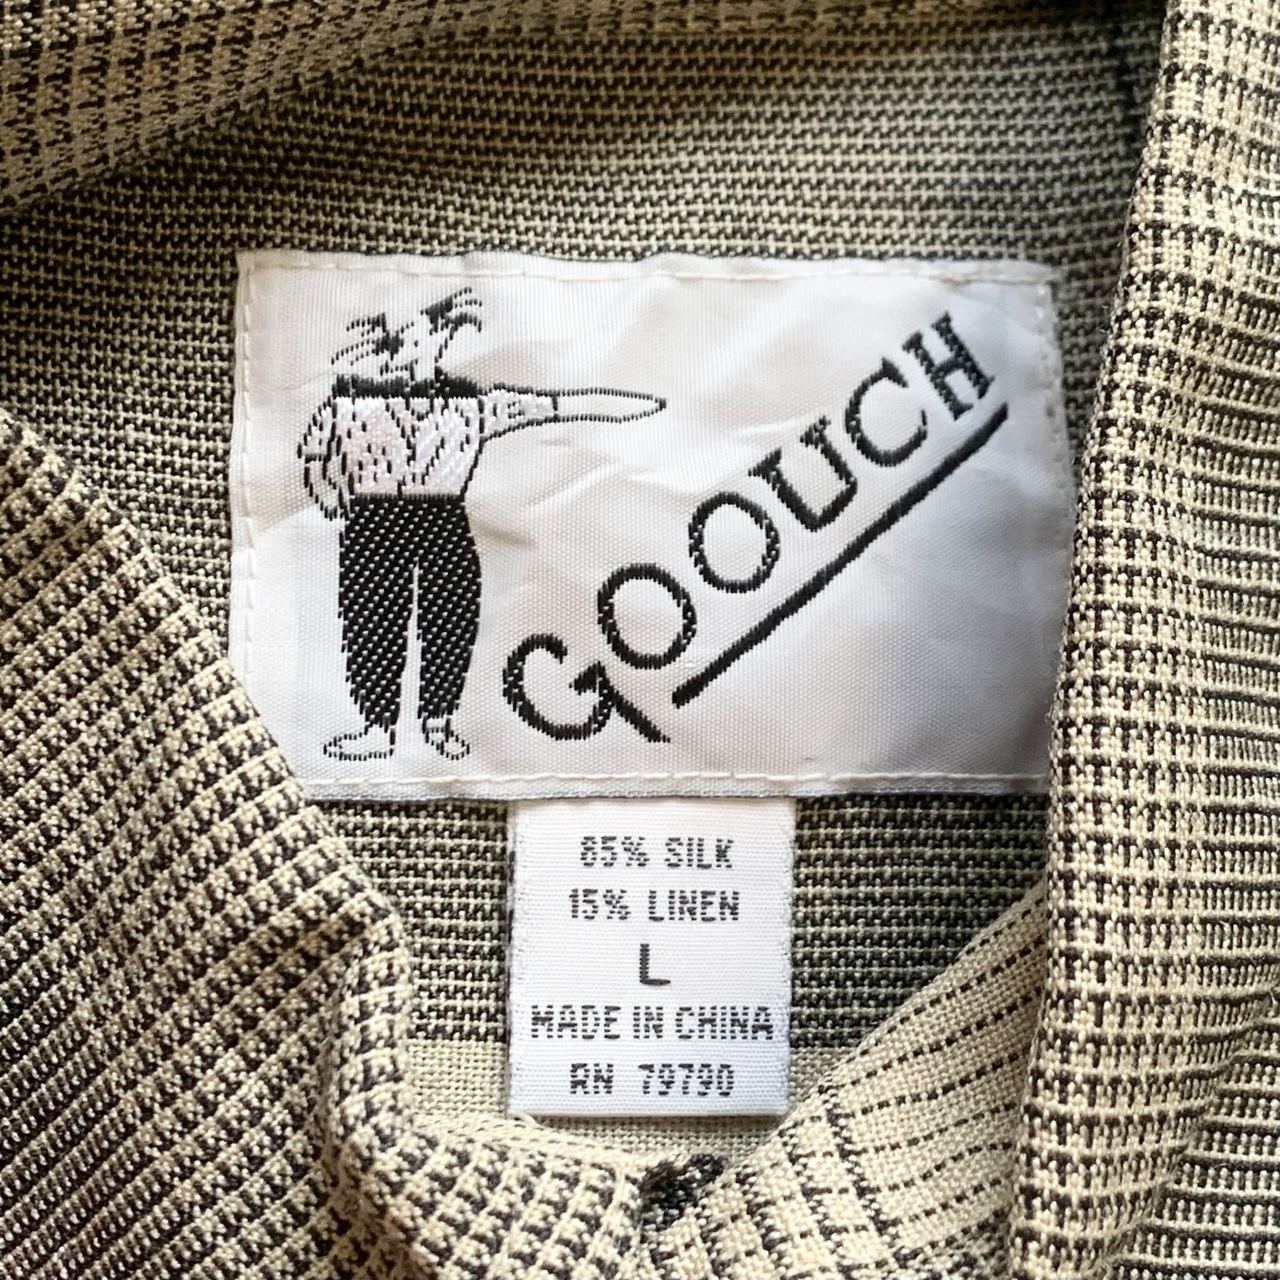 GOOUCH
85% SILK
15% LINEN
L
MADE IN CHINA
RN 79790